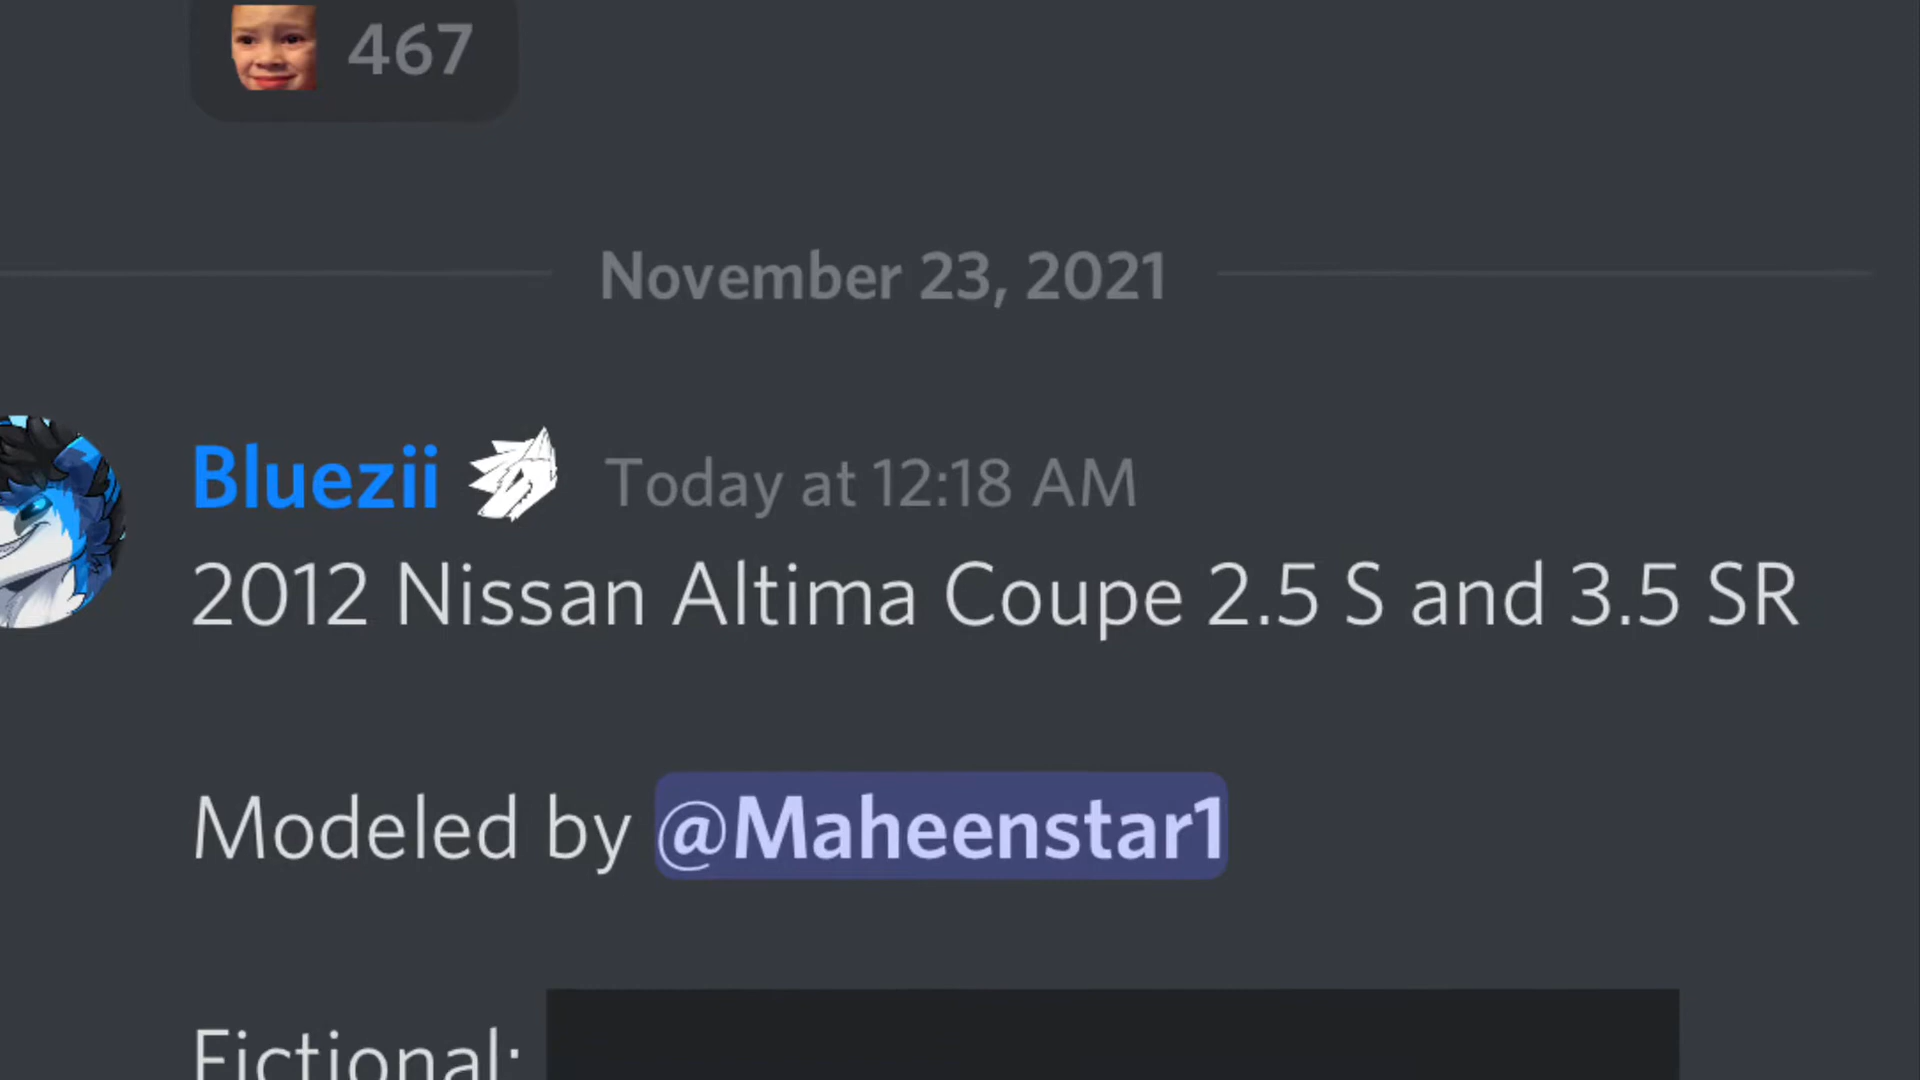 467
November 23, 2021
Bluezii Today at 12:18 AM
2012 Nissan Altima Coupe 2.5 S and 3.5 SR
Modeled by @Maheenstar1
Fictional: